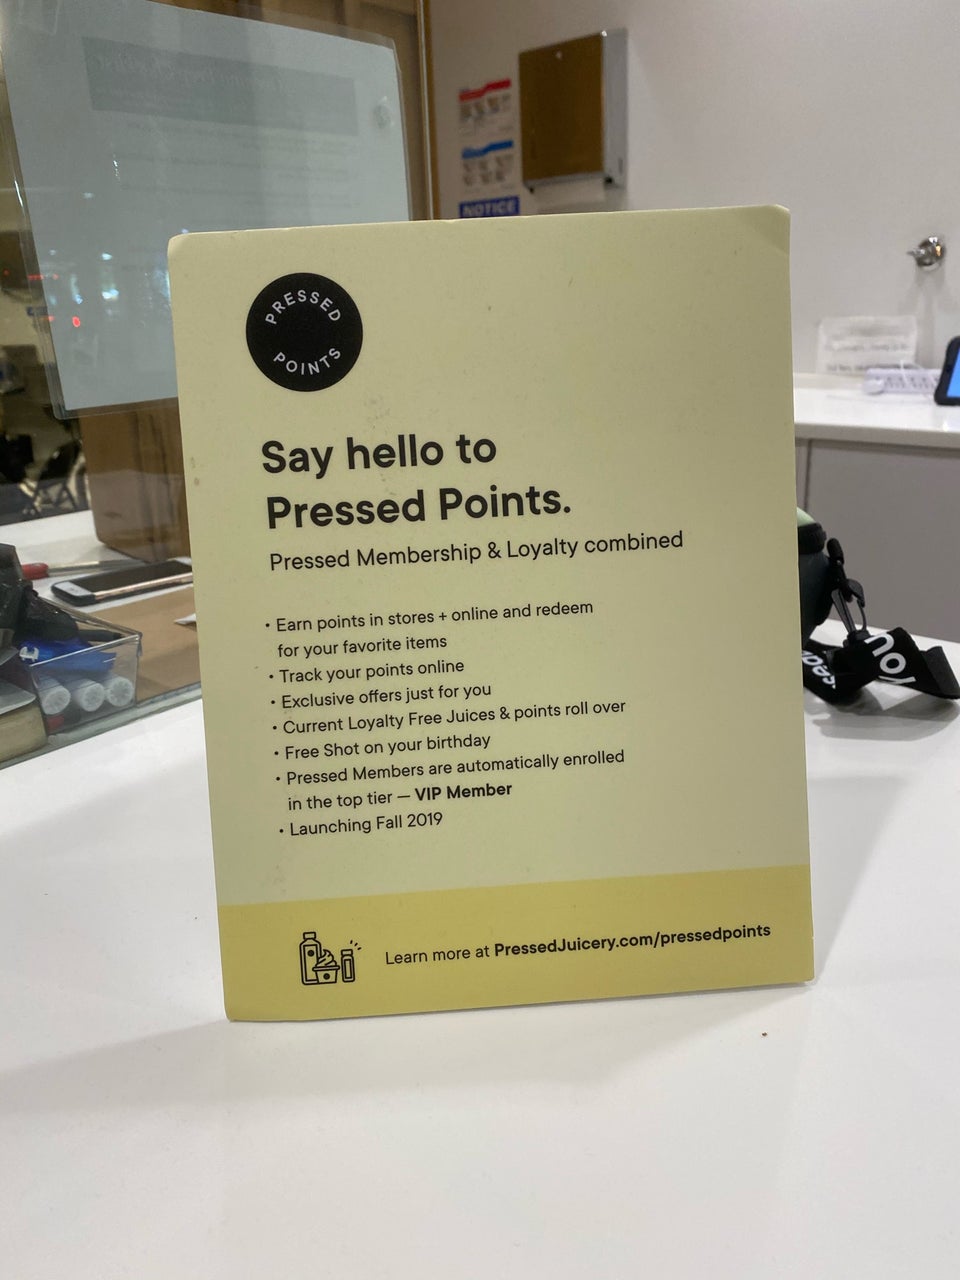 NOTICE
PRESSED
POINTS
Say hello to
Pressed Points.
Pressed Membership & Loyalty combined
• Earn points in stores + online and redeem
for your favorite items
• Track your points online
• Exclusive offers just for you
• Current Loyalty Free Juices & points roll over
• Free Shot on your birthday
• Pressed Members are automatically enrolled
in the top tier — VIP Member
• Launching Fall 2019
Learn more at PressedJuicery.com/pressedpoints